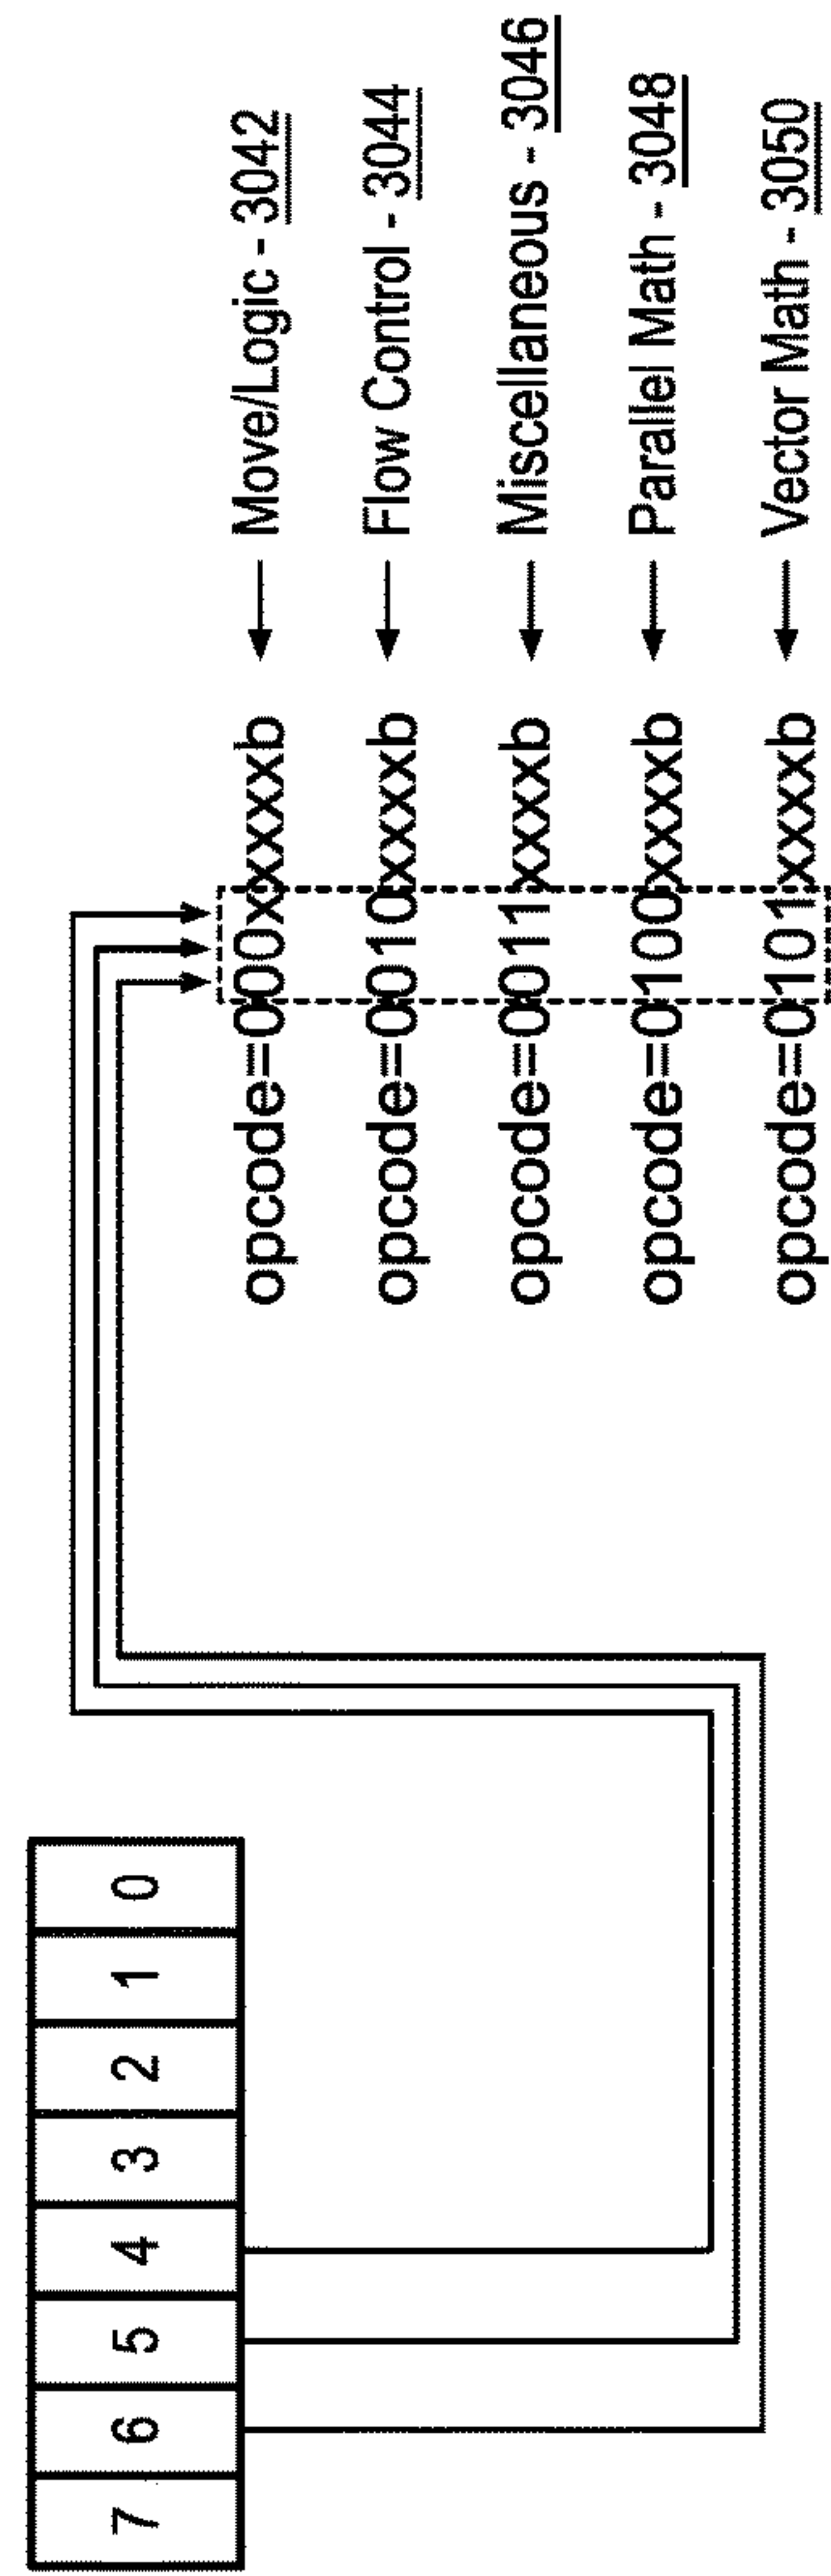 7 6 5 4 3 2 1 0
opcode=000xxxxxb ← Move/Logic - 3042
opcode=0010xxxxb ← Flow Control - 3044
opcode=0011xxxxb ← Miscellaneous - 3046
opcode=0100xxxxb ← Parallel Math - 3048
opcode=0101xxxxb ← Vector Math - 3050